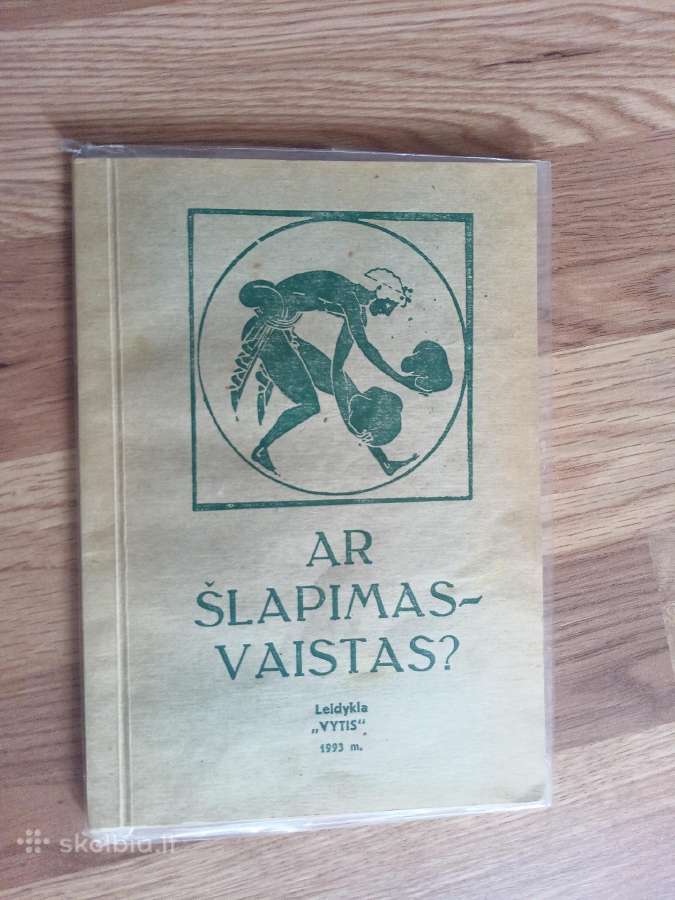 AR
ŠLAPIMAS-
VAISTAS?
Leidykla
„VYTIS“
1993 m.
skelbiu.lt